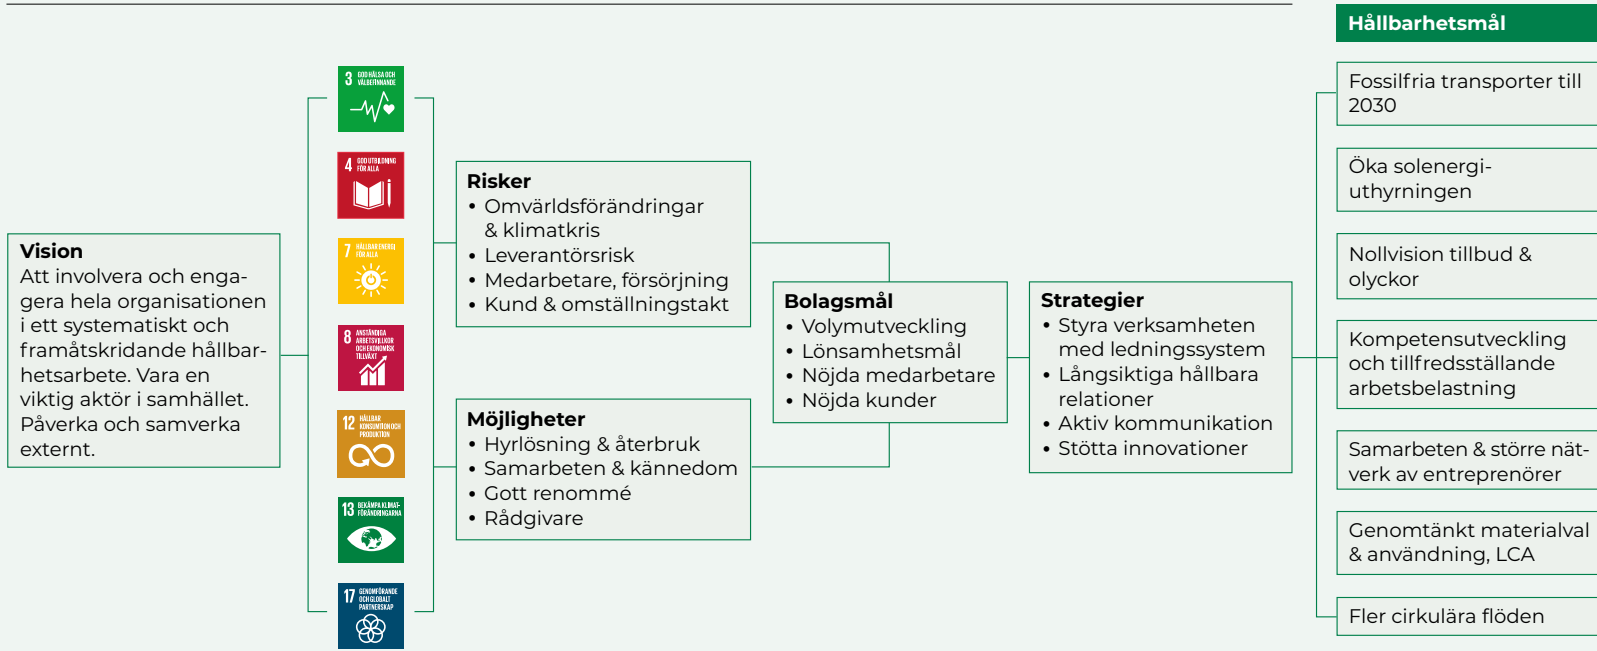 Hållbarhetsmål
Vision
Att involvera och enga-
gera hela organisationen
i ett systematiskt och
framåtskridande hållbar-
hetsarbete. Vara en
viktig aktör i samhället.
Påverka och samverka
externt.
3 GOD HÄLSA OCH
VÄLBEFINNANDE
4 GOD UTBILDNING
FÖR ALLA
7 HÅLLBAR ENERGI
FÖR ALLA
8 ANSTÄNDIGA
ARBETSVILLKOR
OCH EKONOMISK
TILLVÄXT
12 HÅLLBAR
KONSUMTION OCH
PRODUKTION
13 BEKÄMPA KLIMAT-
FÖRÄNDRINGARNA
17 GENOMFÖRANDE
OCH GLOBALT
PARTNERSKAP
Risker
• Omvärldsförändringar
& klimatkris
• Leverantörsrisk
• Medarbetare, försörjning
• Kund & omställningstakt
Möjligheter
• Hyrlösning & återbruk
• Samarbeten & kännedom
• Gott renommé
• Rådgivare
Bolagsmål
• Volymutveckling
• Lönsamhetsmål
• Nöjda medarbetare
• Nöjda kunder
Strategier
• Styra verksamheten
med ledningssystem
• Långsiktiga hållbara
relationer
• Aktiv kommunikation
• Stötta innovationer
Fossilfria transporter till
2030
Öka solenergi-
uthyrningen
Nollvision tillbud &
olyckor
Kompetensutveckling
och tillfredsställande
arbetsbelastning
Samarbeten & större nät-
verk av entreprenörer
Genomtänkt materialval
& användning, LCA
Fler cirkulära flöden